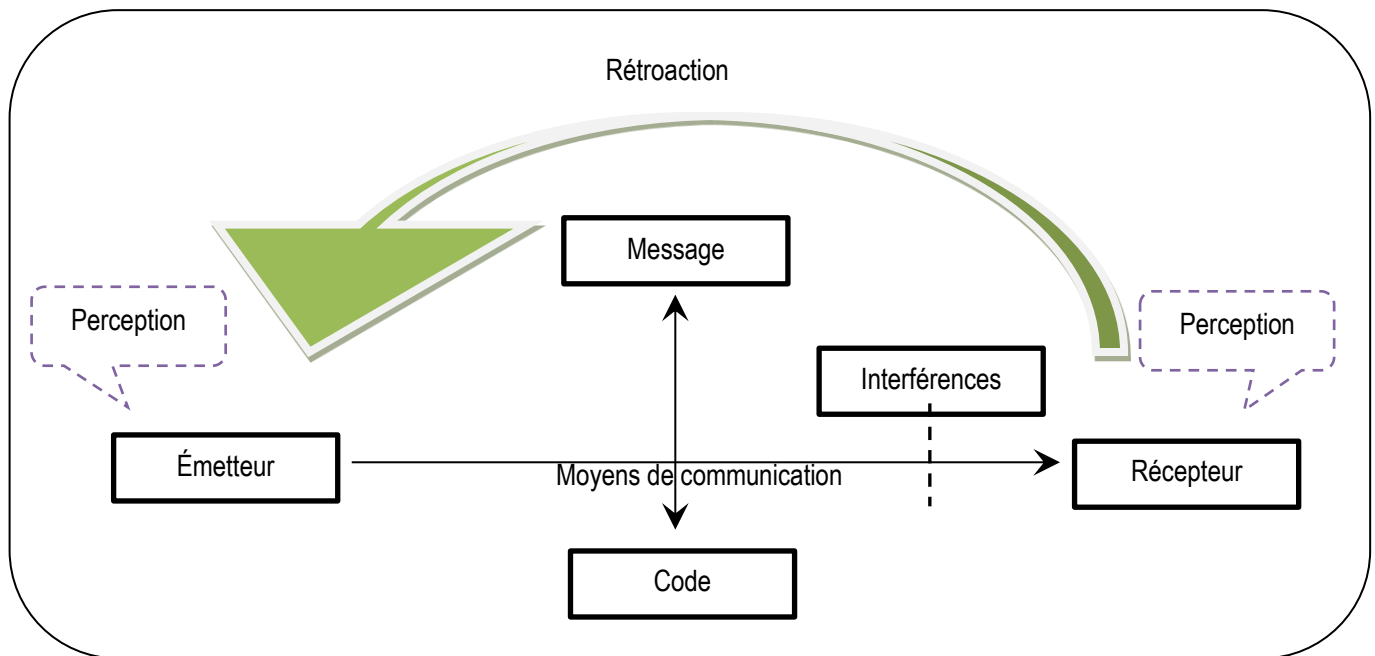 Rétroaction
Message
Perception
Perception
Interférences
Émetteur
Moyens de communication
Récepteur
Code